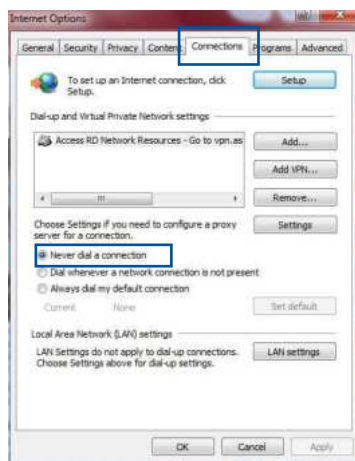 Internet Options
General Security Privacy Content Connections Programs Advanced
To set up an Internet connection, click
Setup.
Setup
Dial-up and Virtual Private Network settings
Access RD Network Resources - Go to vpn.as
Add...
Add VPN...
Remove...
Choose Settings if you need to configure a proxy
server for a connection.
Settings
Never dial a connection
Dial whenever a network connection is not present
Always dial my default connection
Current None
Set default
Local Area Network (LAN) settings
LAN Settings do not apply to dial-up connections.
Choose Settings above for dial-up settings.
LAN settings
OK Cancel Apply